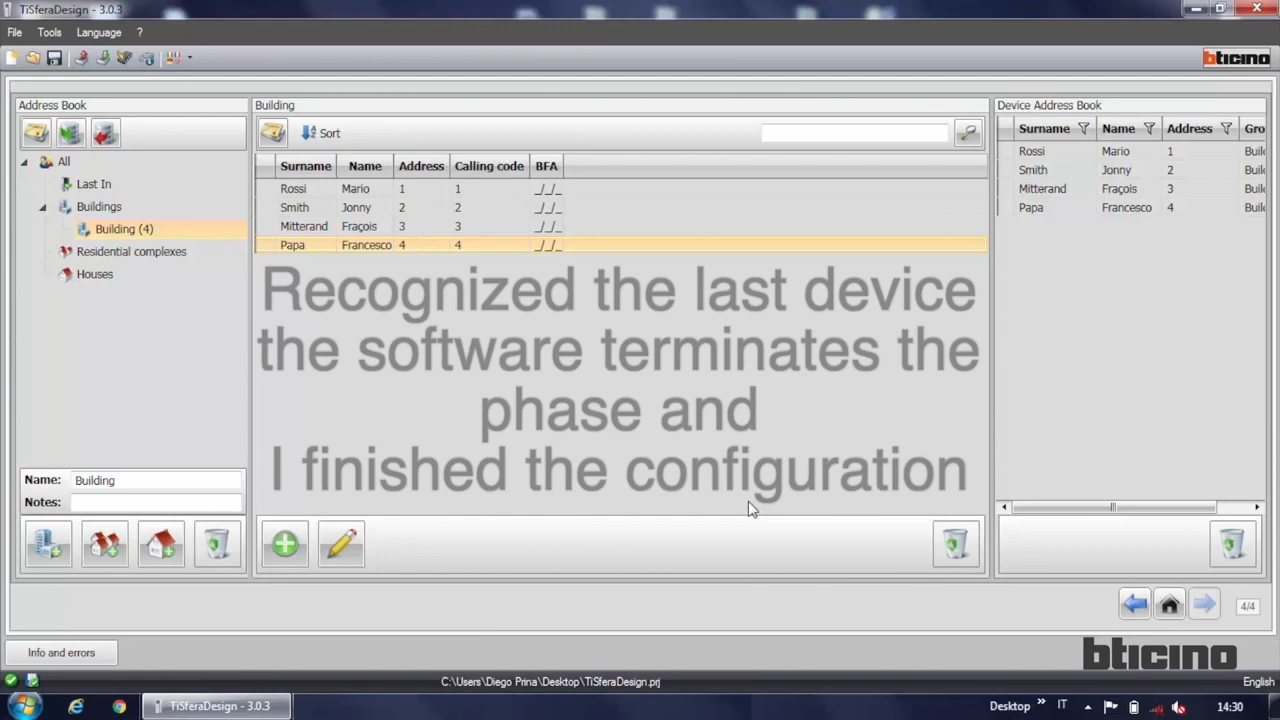 TiSferaDesign - 3.0.3
File Tools Language ?
bticino
Address Book
All
Last In
Buildings
Building (4)
Residential complexes
Houses
Name: Building
Notes:
Building
Sort
Surname Name Address Calling code BFA
Rossi Mario 1 1 _/_/_
Smith Jonny 2 2 _/_/_
Mitterand Fraçois 3 3 _/_/_
Papa Francesco 4 4 _/_/_
Recognized the last device
the software terminates the
phase and
I finished the configuration
Device Address Book
Surname Name Address Gro
Rossi Mario 1 Buil
Smith Jonny 2 Buil
Mitterand Fraçois 3 Buil
Papa Francesco 4 Buil
4/4
Info and errors
bticino
C:\Users\Diego Prina\Desktop\TiSferaDesign.prj
English
TiSferaDesign - 3.0.3
Desktop » IT 14:30